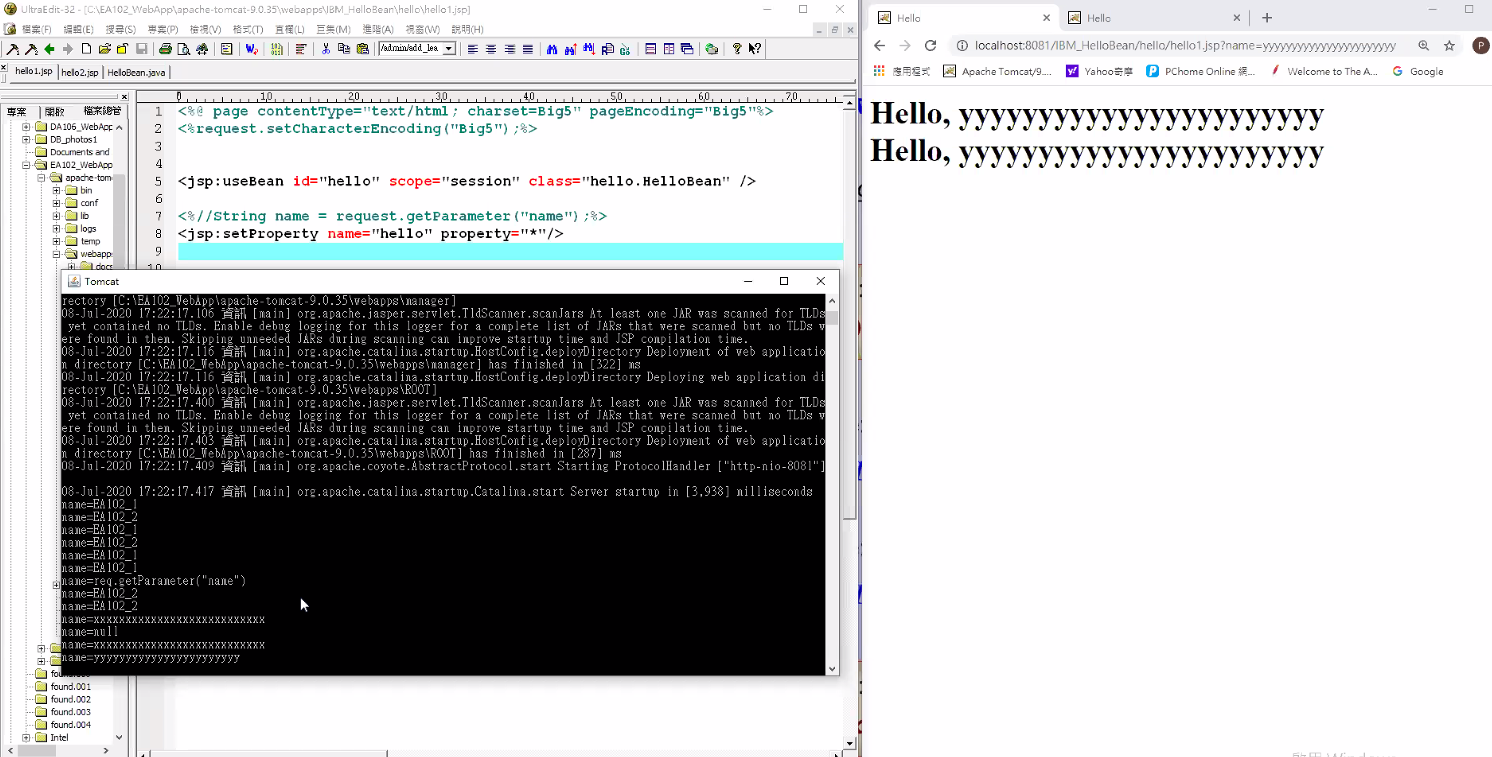 UltraEdit-32 - [C:\EA102_WebApp\apache-tomcat-9.0.35\webapps\IBM_HelloBean\hello\hello1.jsp]
檔案(F) 編輯(E) 搜尋(S) 專案(P) 檢視(V) 格式(T) 直欄(L) 巨集(M) 進階(A) 視窗(W) 說明(H)
/admin/add_lea
hello1.jsp hello2.jsp HelloBean.java
專案 開啟 檔案總管
DA106_WebApp
DB_photos1
Documents and
EA102_WebApp
apache-tom
bin
conf
lib
logs
temp
webapps
docs
found.001
found.002
found.003
found.004
Intel
0 10 20 30 40 50 60 70
1 <%@ page contentType="text/html; charset=Big5" pageEncoding="Big5"%>
2 <%request.setCharacterEncoding("Big5");%>
3
4
5 <jsp:useBean id="hello" scope="session" class="hello.HelloBean" />
6
7 <%//String name = request.getParameter("name");%>
8 <jsp:setProperty name="hello" property="*"/>
9
10
Tomcat
rectory [C:\EA102_WebApp\apache-tomcat-9.0.35\webapps\manager]
08-Jul-2020 17:22:17.106 資訊 [main] org.apache.jasper.servlet.TldScanner.scanJars At least one JAR was scanned for TLDs
yet contained no TLDs. Enable debug logging for this logger for a complete list of JARs that were scanned but no TLDs w
ere found in them. Skipping unneeded JARs during scanning can improve startup time and JSP compilation time.
08-Jul-2020 17:22:17.116 資訊 [main] org.apache.catalina.startup.HostConfig.deployDirectory Deployment of web applicatio
n directory [C:\EA102_WebApp\apache-tomcat-9.0.35\webapps\manager] has finished in [322] ms
08-Jul-2020 17:22:17.116 資訊 [main] org.apache.catalina.startup.HostConfig.deployDirectory Deploying web application di
rectory [C:\EA102_WebApp\apache-tomcat-9.0.35\webapps\ROOT]
08-Jul-2020 17:22:17.400 資訊 [main] org.apache.jasper.servlet.TldScanner.scanJars At least one JAR was scanned for TLDs
yet contained no TLDs. Enable debug logging for this logger for a complete list of JARs that were scanned but no TLDs w
ere found in them. Skipping unneeded JARs during scanning can improve startup time and JSP compilation time.
08-Jul-2020 17:22:17.403 資訊 [main] org.apache.catalina.startup.HostConfig.deployDirectory Deployment of web applicatio
n directory [C:\EA102_WebApp\apache-tomcat-9.0.35\webapps\ROOT] has finished in [287] ms
08-Jul-2020 17:22:17.409 資訊 [main] org.apache.coyote.AbstractProtocol.start Starting ProtocolHandler ["http-nio-8081"]
08-Jul-2020 17:22:17.417 資訊 [main] org.apache.catalina.startup.Catalina.start Server startup in [3,938] milliseconds
name=EA102_1
name=EA102_2
name=EA102_1
name=EA102_2
name=EA102_1
name=EA102_1
name=req.getParameter("name")
name=EA102_2
name=EA102_2
name=xxxxxxxxxxxxxxxxxxxxxxxxxxx
name=null
name=xxxxxxxxxxxxxxxxxxxxxxxxxxx
name=yyyyyyyyyyyyyyyyyyyyyyy
Hello Hello
localhost:8081/IBM_HelloBean/hello/hello1.jsp?name=yyyyyyyyyyyyyyyyyyyyyyy
P
應用程式 Apache Tomcat/9.... Yahoo奇摩 PChome Online 網... Welcome to The A... Google
Hello, yyyyyyyyyyyyyyyyyyyyyyy
Hello, yyyyyyyyyyyyyyyyyyyyyyy